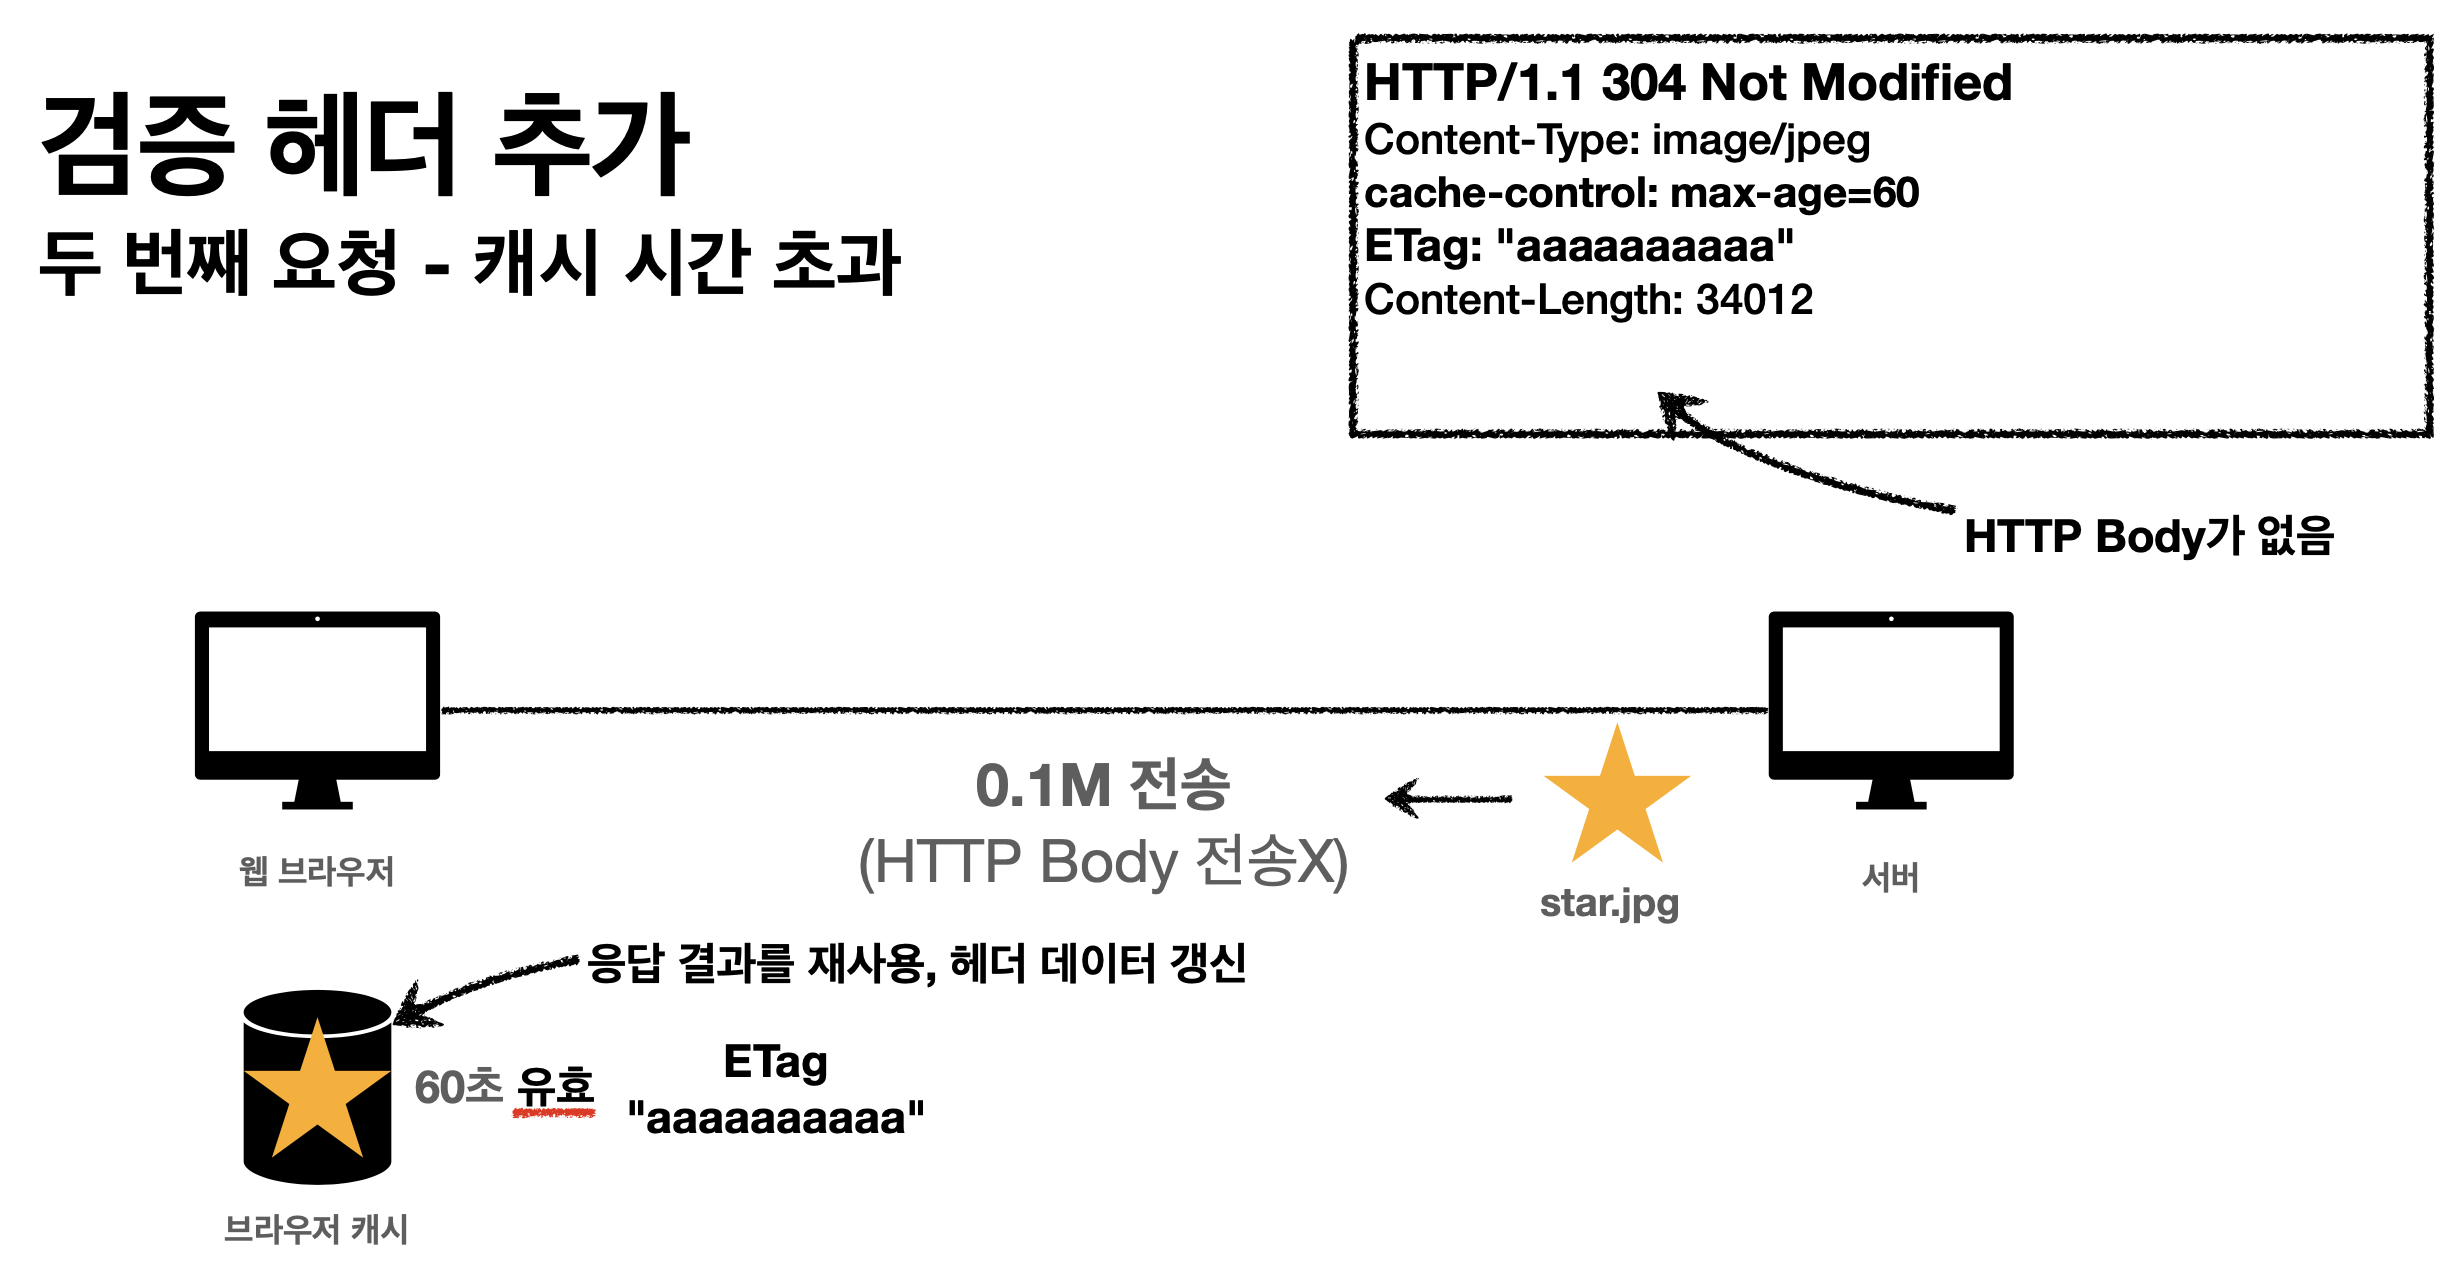 검증 헤더 추가
두 번째 요청 - 캐시 시간 초과
HTTP/1.1 304 Not Modified
Content-Type: image/jpeg
cache-control: max-age=60
ETag: "aaaaaaaaaa"
Content-Length: 34012
HTTP Body가 없음
0.1M 전송
(HTTP Body 전송X)
star.jpg
웹 브라우저
서버
응답 결과를 재사용, 헤더 데이터 갱신
60초 유효
ETag
"aaaaaaaaaa"
브라우저 캐시